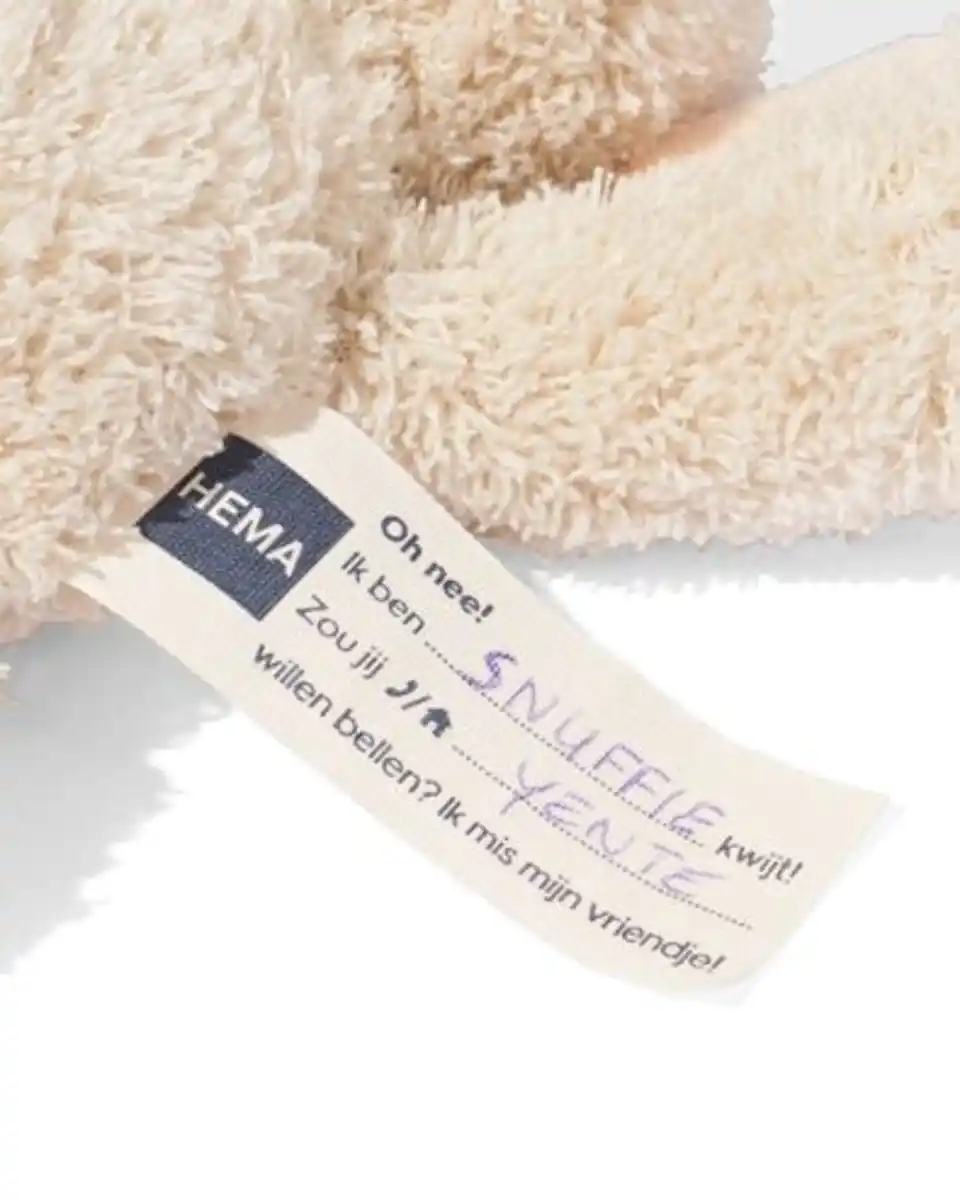 HEMA
Oh nee!
Ik ben SNUFFIE kwijt!
Zou jij / YENTE
willen bellen? Ik mis mijn vriendje!